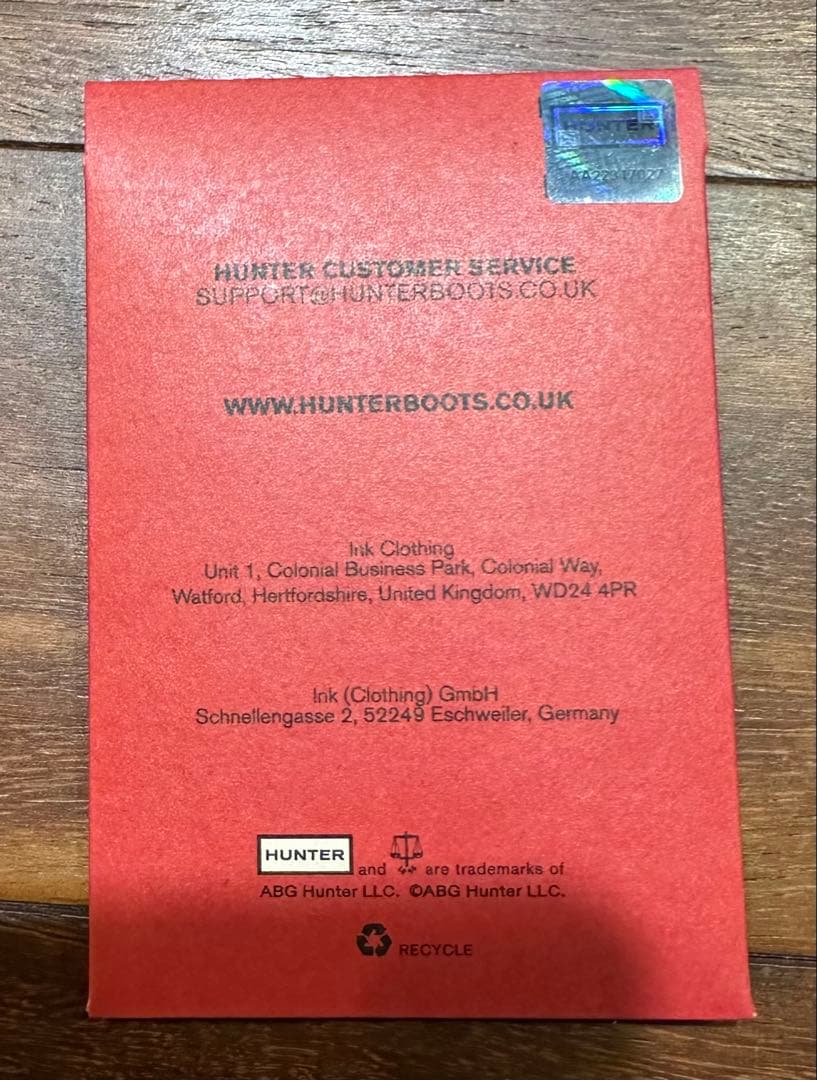 HUNTER
HUNTER CUSTOMER SERVICE
SUPPORT@HUNTERBOOTS.CO.UK
WWW.HUNTERBOOTS.CO.UK
Ink Clothing
Unit 1, Colonial Business Park, Colonial Way,
Watford, Hertfordshire, United Kingdom, WD24 4PR
Ink (Clothing) GmbH
Schnellengasse 2, 52249 Eschweiler, Germany
HUNTER and are trademarks of
ABG Hunter LLC. ©ABG Hunter LLC.
RECYCLE